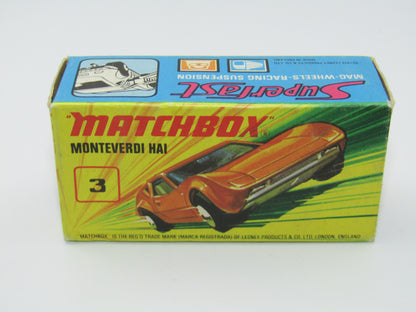 Superfast
MAG-WHEELS-RACING SUSPENSION
"MATCHBOX"
MONTEVERDI HAI
3
"MATCHBOX" IS THE REG'D TRADE MARK (MARCA REGISTRADA) OF LESNEY PRODUCTS & CO. LTD. LONDON, ENGLAND